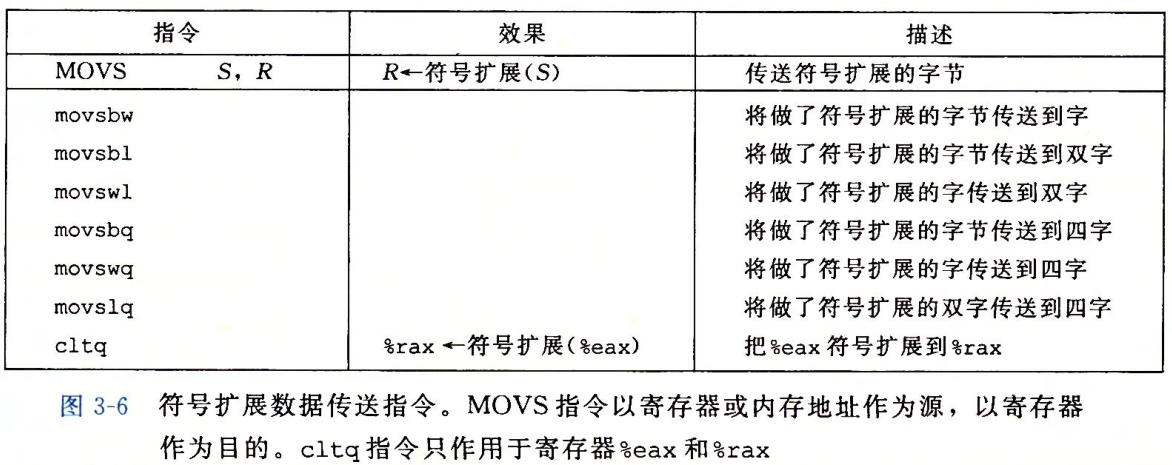 指令 效果 描述
MOVS S, R R←符号扩展(S) 传送符号扩展的字节
movsbw 将做了符号扩展的字节传送到字
movsbl 将做了符号扩展的字节传送到双字
movswl 将做了符号扩展的字传送到双字
movsbq 将做了符号扩展的字节传送到四字
movswq 将做了符号扩展的字传送到四字
movslq 将做了符号扩展的双字传送到四字
cltq %rax←符号扩展(%eax) 把%eax符号扩展到%rax
图 3-6 符号扩展数据传送指令。MOVS指令以寄存器或内存地址作为源，以寄存器
作为目的。cltq指令只作用于寄存器%eax和%rax